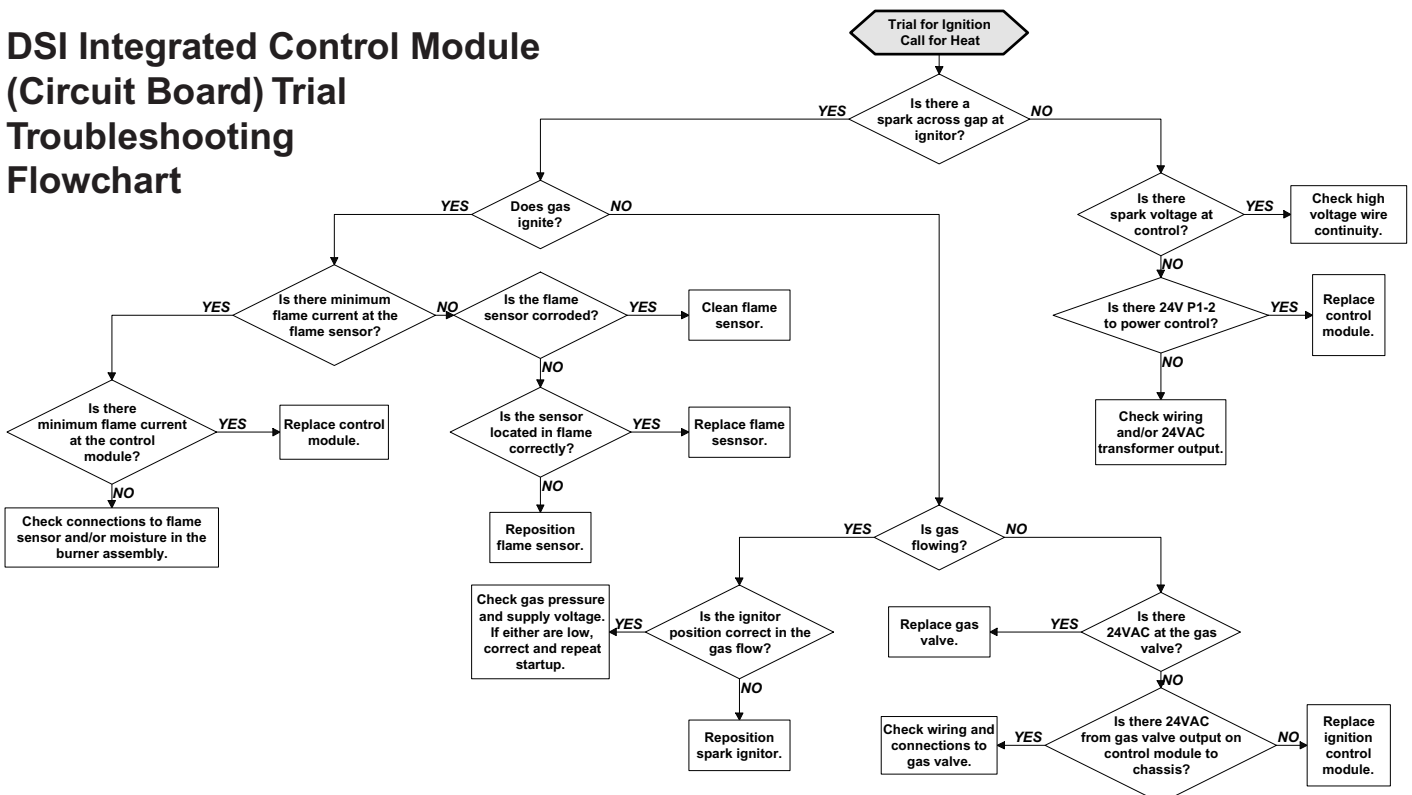 DSI Integrated Control Module
(Circuit Board) Trial
Troubleshooting
Flowchart
Trial for Ignition
Call for Heat
Is there a
spark across gap at
ignitor?
YES
NO
Does gas
ignite?
YES
NO
Is there
spark voltage at
control?
YES
Check high
voltage wire
continuity.
NO
Is there minimum
flame current at the
flame sensor?
YES
NO
Is the flame
sensor corroded?
YES
Clean flame
sensor.
NO
Is there 24V P1-2
to power control?
YES
Replace
control
module.
NO
Check wiring
and/or 24VAC
transformer output.
Is there
minimum flame current
at the control
module?
YES
Replace control
module.
NO
Check connections to flame
sensor and/or moisture in the
burner assembly.
Is the sensor
located in flame
correctly?
YES
Replace flame
sesnsor.
NO
Reposition
flame sensor.
Is gas
flowing?
YES
NO
Is the ignitor
position correct in the
gas flow?
YES
Check gas pressure
and supply voltage.
If either are low,
correct and repeat
startup.
NO
Reposition
spark ignitor.
Is there
24VAC at the gas
valve?
YES
Replace gas
valve.
NO
Is there 24VAC
from gas valve output on
control module to
chassis?
YES
Check wiring and
connections to
gas valve.
NO
Replace
ignition
control
module.